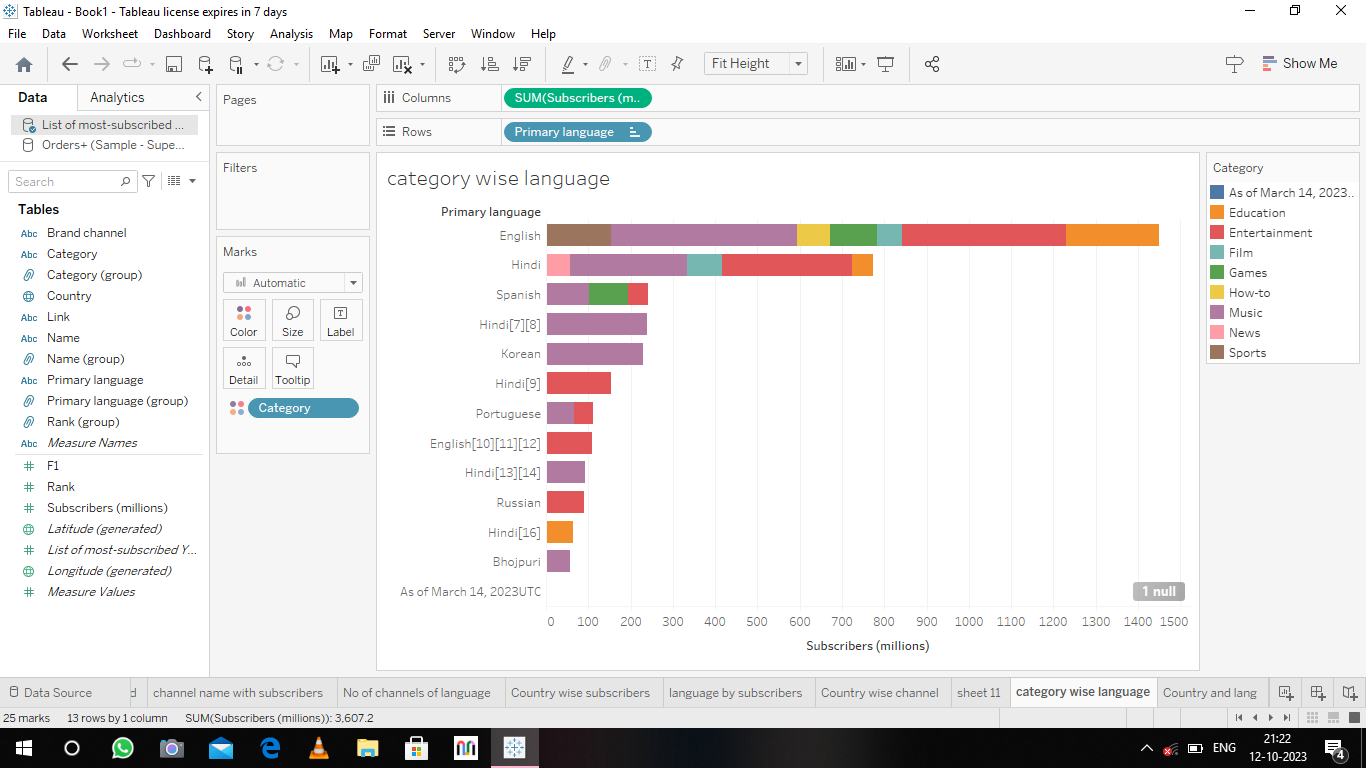 Tableau - Book1 - Tableau license expires in 7 days
File Data Worksheet Dashboard Story Analysis Map Format Server Window Help
Fit Height
Show Me
Data Analytics
List of most-subscribed ...
Orders+ (Sample - Supe...
Search
Tables
Abc Brand channel
Abc Category
Category (group)
Country
Abc Link
Abc Name
Name (group)
Abc Primary language
Primary language (group)
Rank (group)
Abc Measure Names
F1
Rank
Subscribers (millions)
Latitude (generated)
List of most-subscribed Y...
Longitude (generated)
Measure Values
Pages
Filters
Marks
Automatic
Color Size Label
Detail Tooltip
Category
Columns SUM(Subscribers (m..
Rows Primary language
category wise language
Primary language
English
Hindi
Spanish
Hindi[7][8]
Korean
Hindi[9]
Portuguese
English[10][11][12]
Hindi[13][14]
Russian
Hindi[16]
Bhojpuri
As of March 14, 2023UTC
1 null
0 100 200 300 400 500 600 700 800 900 1000 1100 1200 1300 1400 1500
Subscribers (millions)
Category
As of March 14, 2023..
Education
Entertainment
Film
Games
How-to
Music
News
Sports
Data Source d channel name with subscribers No of channels of language Country wise subscribers language by subscribers Country wise channel sheet 11 category wise language Country and lang
25 marks 13 rows by 1 column SUM(Subscribers (millions)): 3,607.2
ENG
21:22
12-10-2023
4